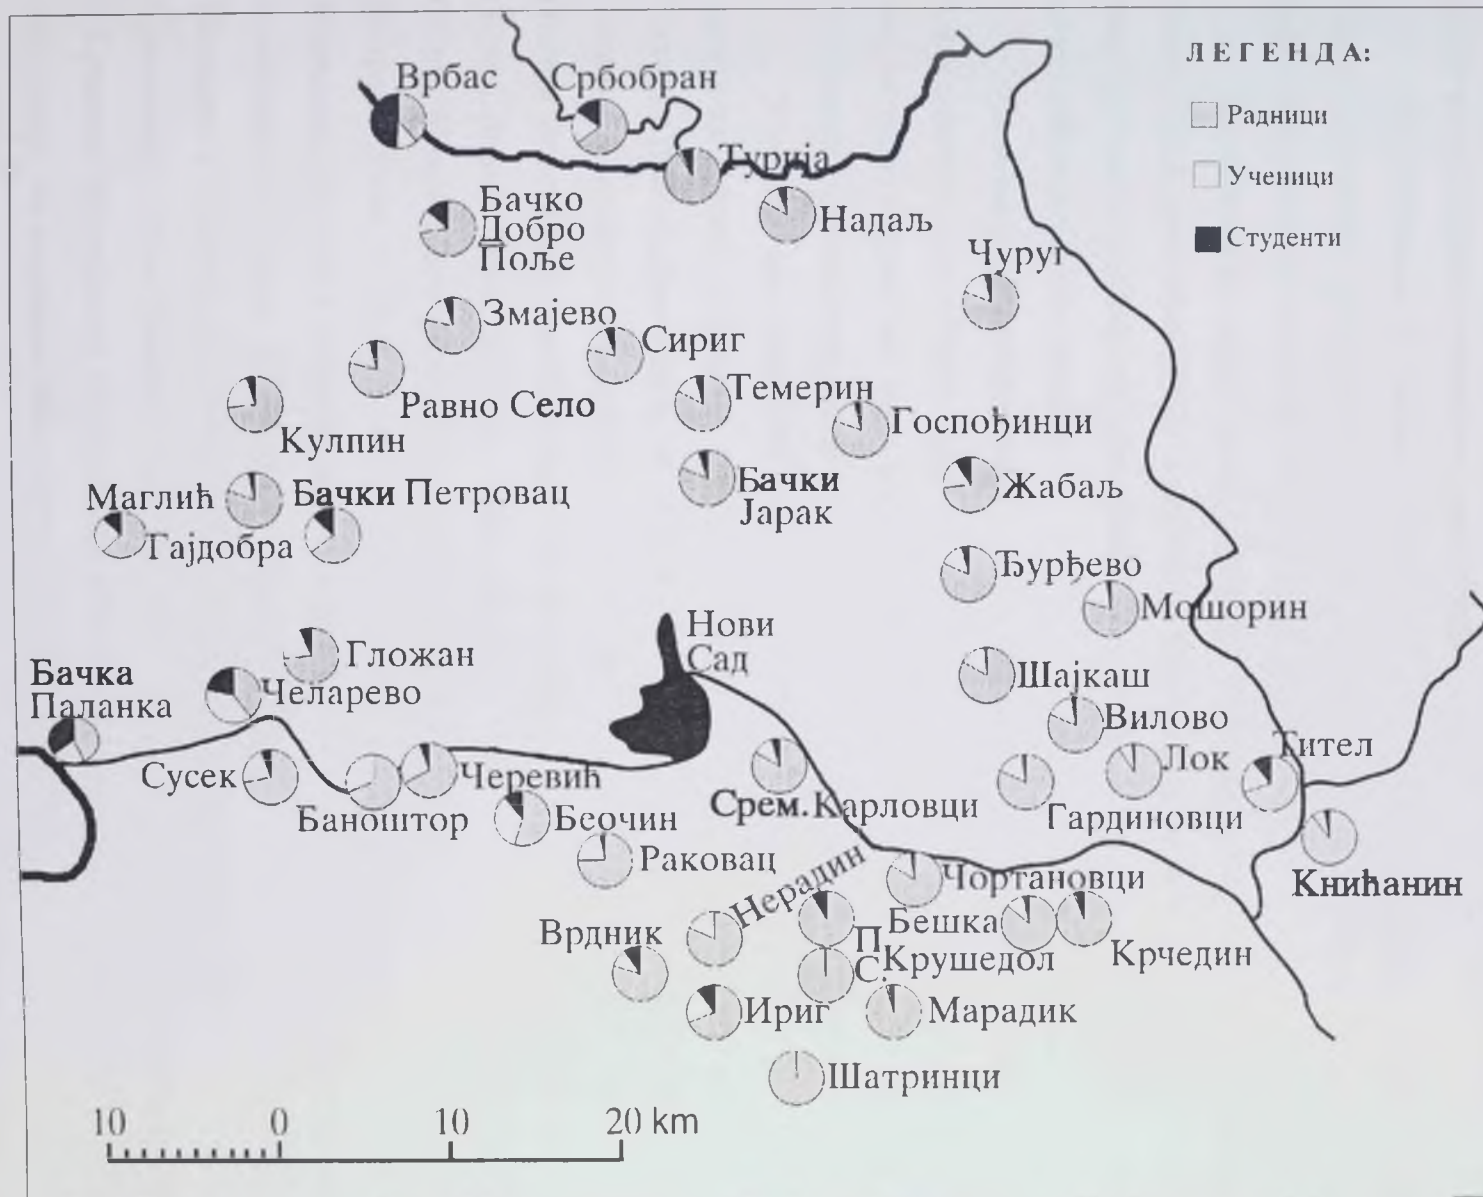 ЛЕГЕНДА:
Радници
Ученици
Студенти
Врбас
Србобран
Турија
Надаљ
Бачко
Добро
Поље
Чуруг
Змајево
Сириг
Равно Село
Темерин
Госпођинци
Кулпин
Маглић
Бачки Петровац
Бачки
Јарак
Жабаљ
Гајдобра
Ђурђево
Мошорин
Нови
Сад
Гложан
Бачка
Паланка
Челарево
Шајкаш
Вилово
Лок
Тител
Сусек
Баноштор
Черевић
Беочин
Раковац
Срем. Карловци
Гардиновци
Книћанин
Нерадин
Чортановци
Бешка
Крчедин
Врдник
П
С.
Крушедол
Ириг
Марадик
Шатринци
10 0 10 20 km